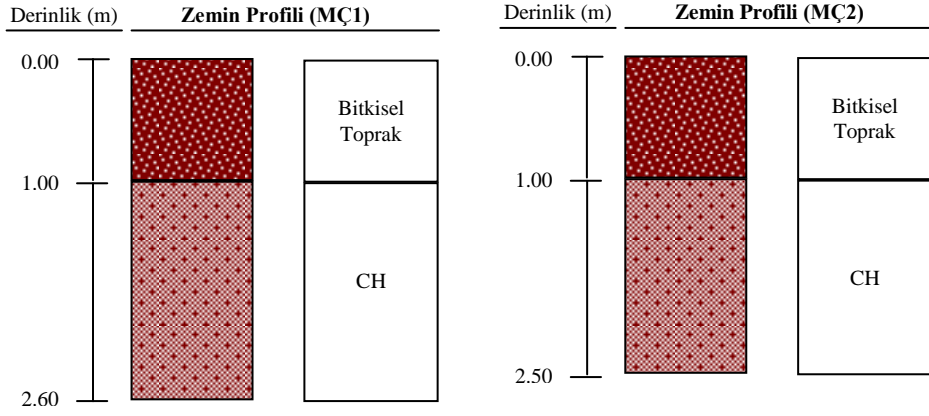 Derinlik (m) Zemin Profili (MÇ1)
0.00
Bitkisel
Toprak
1.00
CH
2.60
Derinlik (m) Zemin Profili (MÇ2)
0.00
Bitkisel
Toprak
1.00
CH
2.50